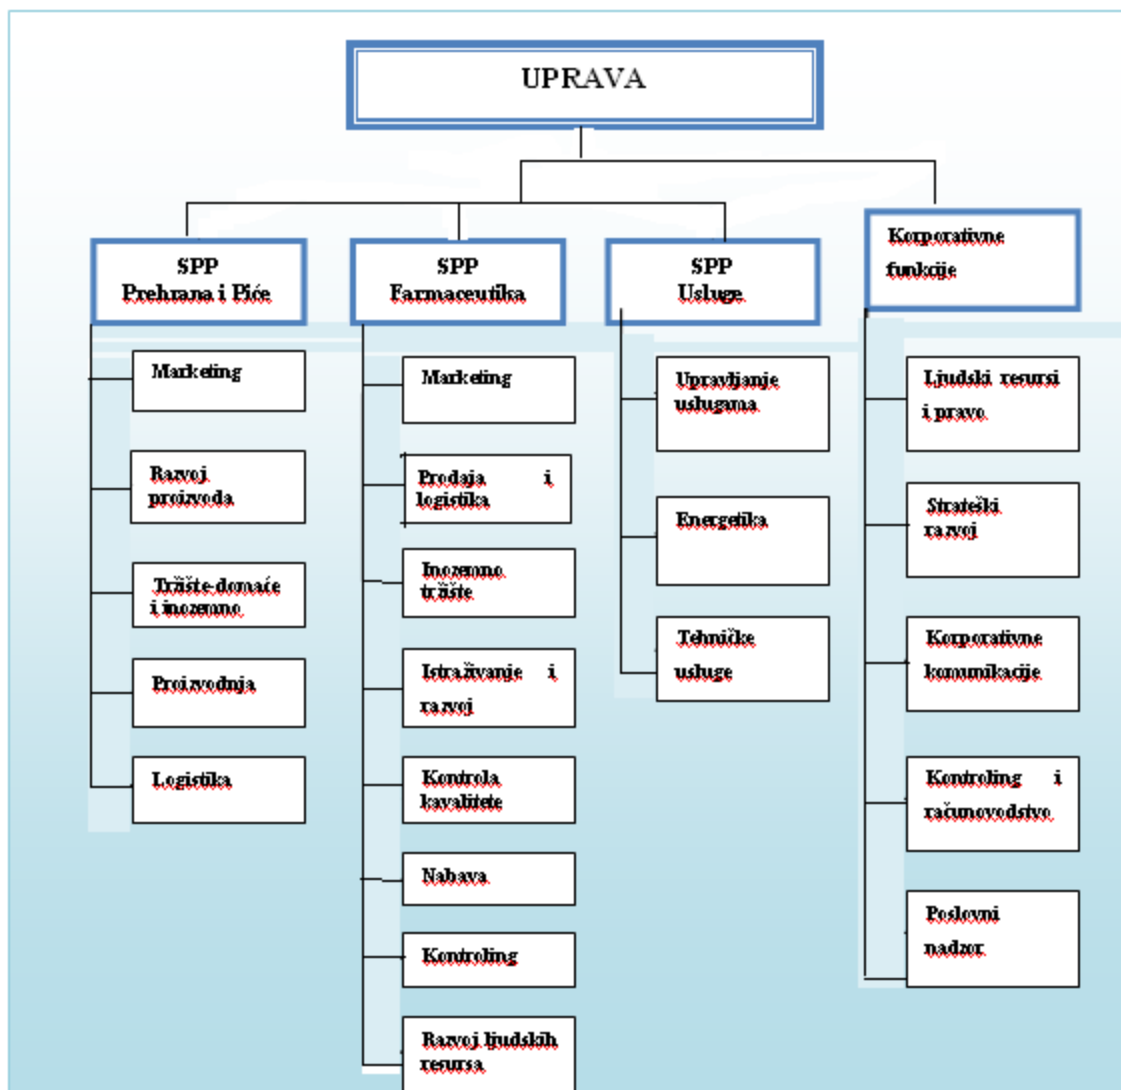 UPRAVA
SPP
Prehrana i Piće
SPP
Farmaceutika
SPP
Usluge
Korporativne
funkcije
Marketing
Razvoj
proizvoda
Tržište-domaće
i inozemno
Proizvodnja
Logistika
Marketing
Prodaja i
logistika
Inozemno
tržište
Istraživanje i
razvoj
Kontrola
kavalitete
Nabava
Kontroling
Razvoj ljudskih
resursa
Upravljanje
uslugama
Energetika
Tehničke
usluge
Ljudski resursi
i pravo
Strateški
razvoj
Korporativne
komunikacije
Kontroling i
računovodstvo
Poslovni
nadzor